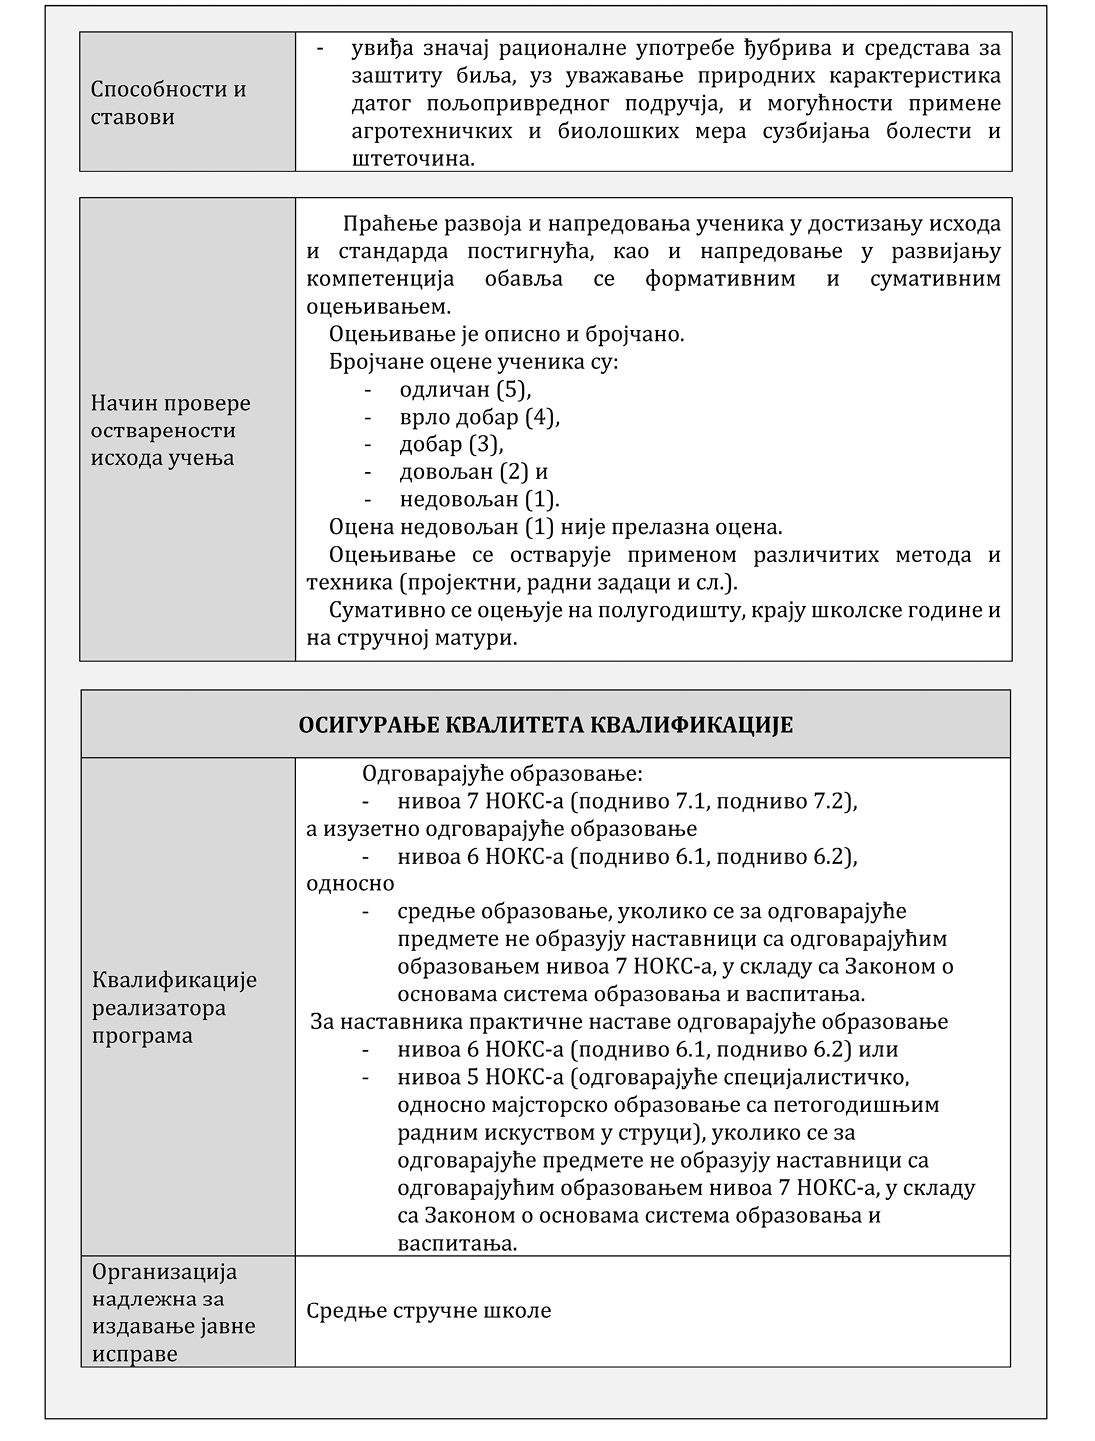 Способности и
ставови
- увиђа значај рационалне употребе ђубрива и средстава за
заштиту биља, уз уважавање природних карактеристика
датог пољопривредног подручја, и могућности примене
агротехничких и биолошких мера сузбијања болести и
штеточина.
Начин провере
остварености
исхода учења
Праћење развоја и напредовања ученика у достизању исхода
и стандарда постигнућа, као и напредовање у развијању
компетенција обавља се формативним и сумативним
оцењивањем.
Оцењивање је описно и бројчано.
Бројчане оцене ученика су:
- одличан (5),
- врло добар (4),
- добар (3),
- довољан (2) и
- недовољан (1).
Оцена недовољан (1) није прелазна оцена.
Оцењивање се остварује применом различитих метода и
техника (пројектни, радни задаци и сл.).
Сумативно се оцењује на полугодишту, крају школске године и
на стручној матури.
ОСИГУРАЊЕ КВАЛИТЕТА КВАЛИФИКАЦИЈЕ
Квалификације
реализатора
програма
Одговарајуће образовање:
- нивоа 7 НОКС-а (подниво 7.1, подниво 7.2),
а изузетно одговарајуће образовање
- нивоа 6 НОКС-а (подниво 6.1, подниво 6.2),
односно
- средње образовање, уколико се за одговарајуће
предмете не образују наставници са одговарајућим
образовањем нивоа 7 НОКС-а, у складу са Законом о
основама система образовања и васпитања.
За наставника практичне наставе одговарајуће образовање
- нивоа 6 НОКС-а (подниво 6.1, подниво 6.2) или
- нивоа 5 НОКС-а (одговарајуће специјалистичко,
односно мајсторско образовање са петогодишњим
радним искуством у струци), уколико се за
одговарајуће предмете не образују наставници са
одговарајућим образовањем нивоа 7 НОКС-а, у складу
са Законом о основама система образовања и
васпитања.
Организација
надлежна за
издавање јавне
исправе
Средње стручне школе